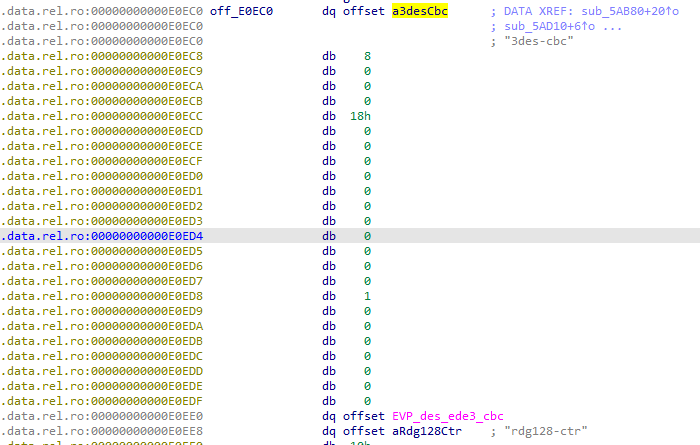 .data.rel.ro:00000000000E0EC0 off_E0EC0 dq offset a3desCbc ; DATA XREF: sub_5AB80+20↑o
.data.rel.ro:00000000000E0EC0 ; sub_5AD10+6↑o ...
.data.rel.ro:00000000000E0EC0 ; "3des-cbc"
.data.rel.ro:00000000000E0EC8 db 8
.data.rel.ro:00000000000E0EC9 db 0
.data.rel.ro:00000000000E0ECA db 0
.data.rel.ro:00000000000E0ECB db 0
.data.rel.ro:00000000000E0ECC db 18h
.data.rel.ro:00000000000E0ECD db 0
.data.rel.ro:00000000000E0ECE db 0
.data.rel.ro:00000000000E0ECF db 0
.data.rel.ro:00000000000E0ED0 db 0
.data.rel.ro:00000000000E0ED1 db 0
.data.rel.ro:00000000000E0ED2 db 0
.data.rel.ro:00000000000E0ED3 db 0
.data.rel.ro:00000000000E0ED4 db 0
.data.rel.ro:00000000000E0ED5 db 0
.data.rel.ro:00000000000E0ED6 db 0
.data.rel.ro:00000000000E0ED7 db 0
.data.rel.ro:00000000000E0ED8 db 1
.data.rel.ro:00000000000E0ED9 db 0
.data.rel.ro:00000000000E0EDA db 0
.data.rel.ro:00000000000E0EDB db 0
.data.rel.ro:00000000000E0EDC db 0
.data.rel.ro:00000000000E0EDD db 0
.data.rel.ro:00000000000E0EDE db 0
.data.rel.ro:00000000000E0EDF db 0
.data.rel.ro:00000000000E0EE0 dq offset EVP_des_ede3_cbc
.data.rel.ro:00000000000E0EE8 dq offset aRdg128Ctr ; "rdg128-ctr"